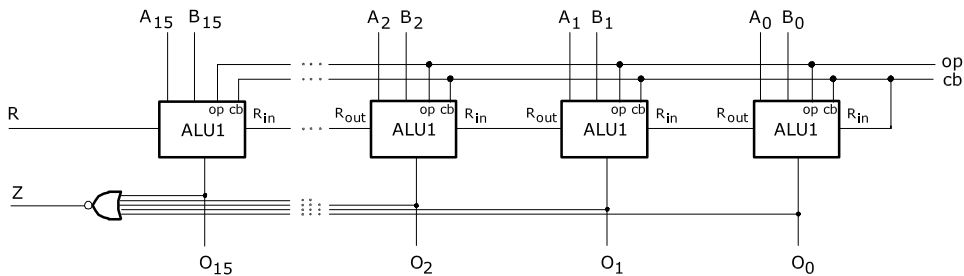 A15 B15 A2 B2 A1 B1 A0 B0
op
cb
op cb op cb op cb op cb
R ALU1 Rin Rout ALU1 Rin Rout ALU1 Rin Rout ALU1 Rin
Z
O15 O2 O1 O0